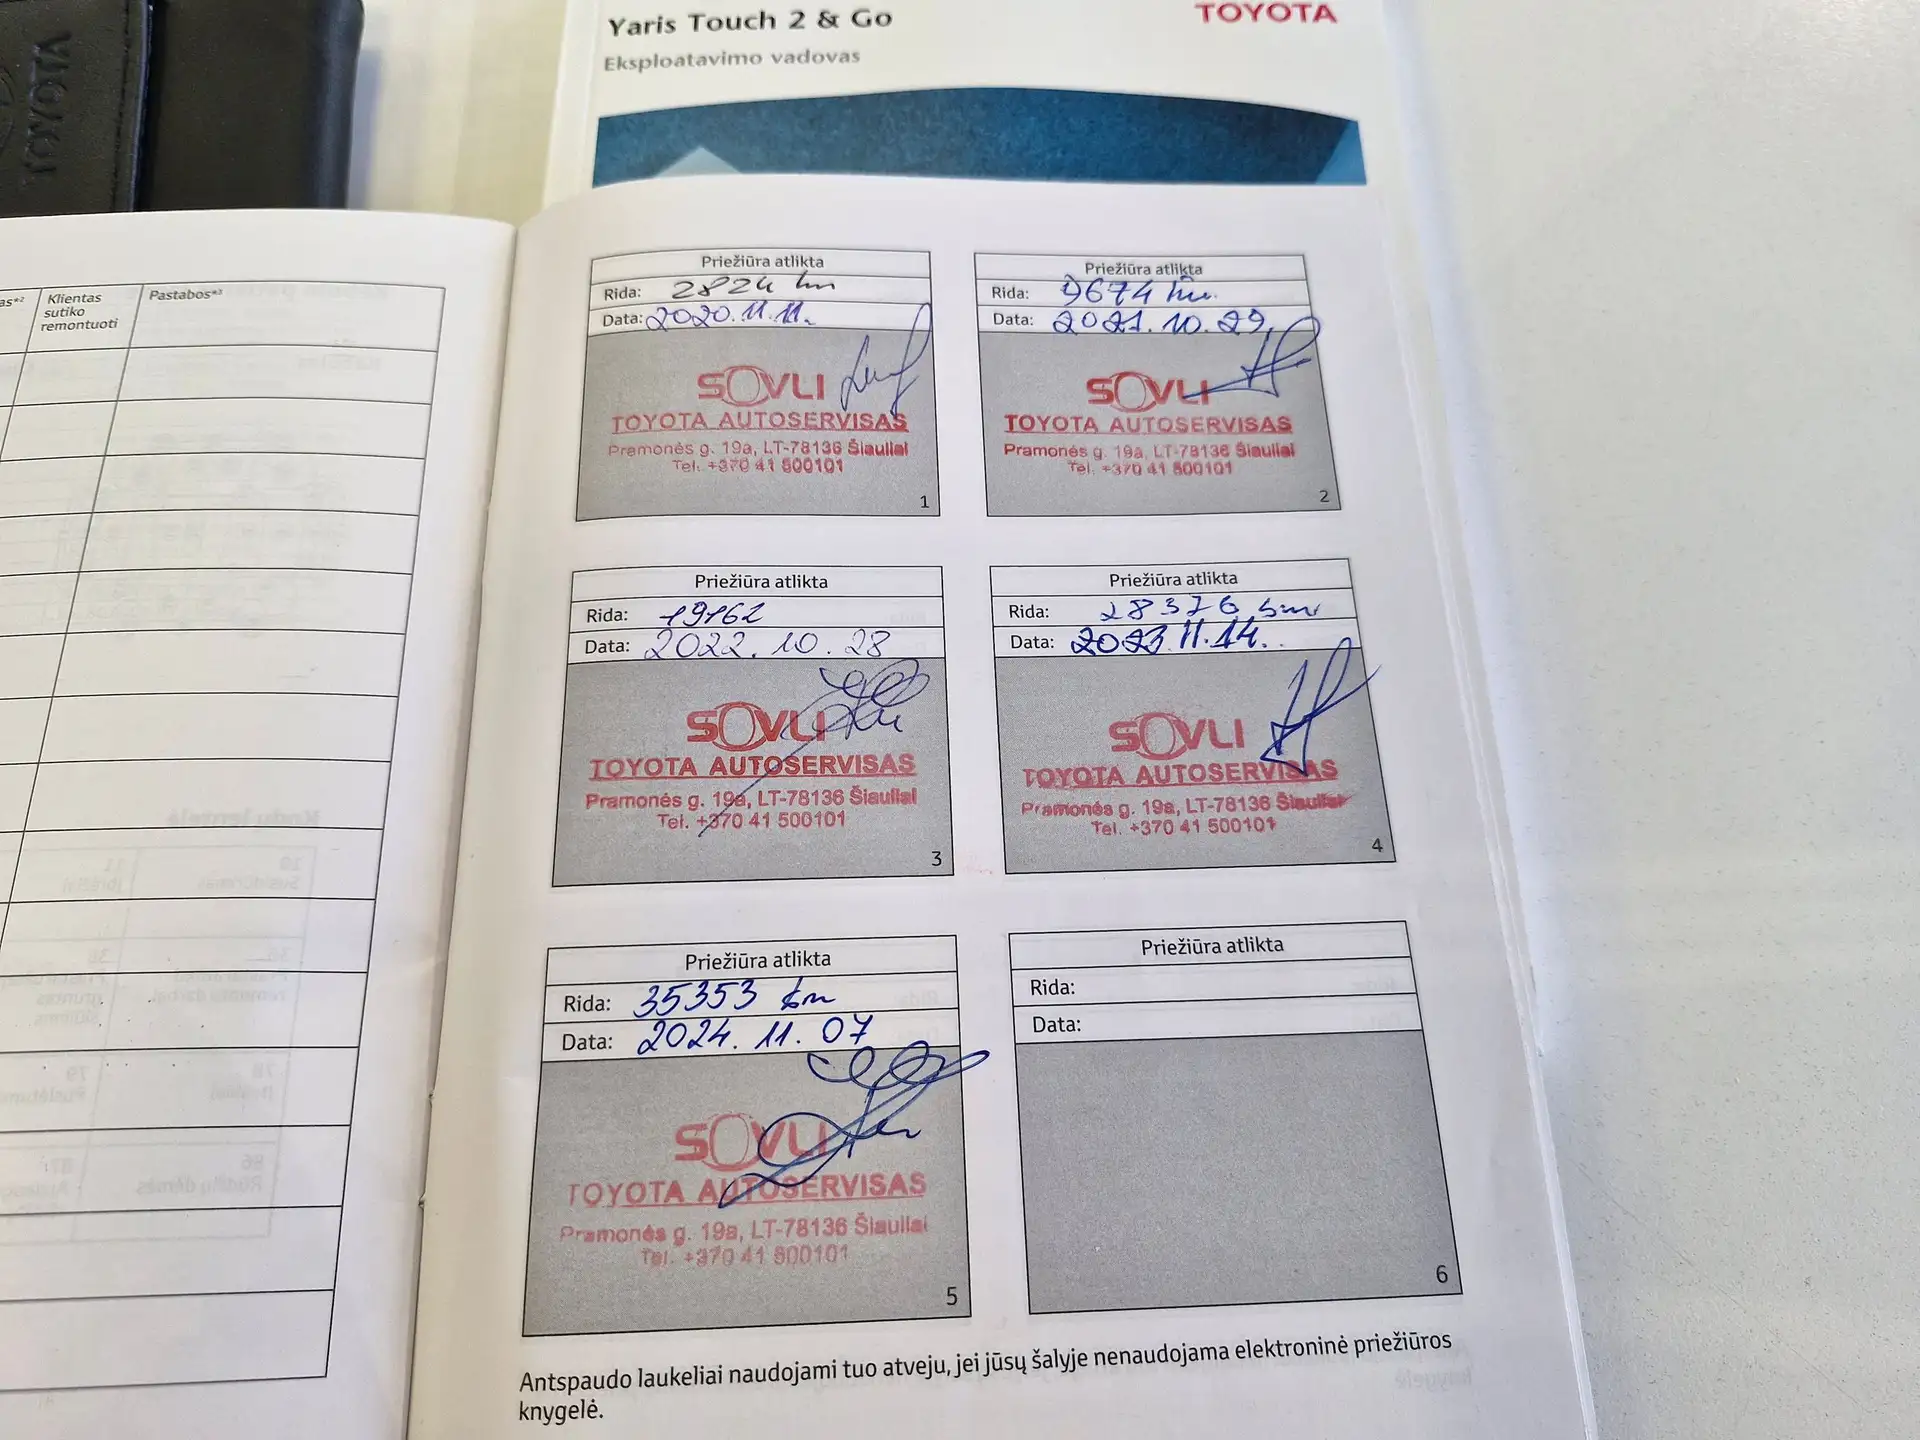 Yaris Touch 2 & Go
TOYOTA
Eksploatavimo vadovas
Klientas
sutiko
remontuoti
Pastabos*³
Priežiūra atlikta
Rida: 2824 km
Data: 2020.11.11.
SOVLI
TOYOTA AUTOSERVISAS
Pramonės g. 19a, LT-78136 Šiauliai
Tel. +370 41 500101
1
Priežiūra atlikta
Rida: 9674 km.
Data: 2021.10.29.
SOVLI
TOYOTA AUTOSERVISAS
Pramonės g. 19a, LT-78136 Šiauliai
Tel. +370 41 500101
2
Priežiūra atlikta
Rida: 19162
Data: 2022.10.28
SOVLI
TOYOTA AUTOSERVISAS
Pramonės g. 19a, LT-78136 Šiauliai
Tel. +370 41 500101
3
Priežiūra atlikta
Rida: 28376 km
Data: 2023.11.14.
SOVLI
TOYOTA AUTOSERVISAS
Pramonės g. 19a, LT-78136 Šiauliai
Tel. +370 41 500101
4
Priežiūra atlikta
Rida: 35353 km
Data: 2024.11.07
SOVLI
TOYOTA AUTOSERVISAS
Pramonės g. 19a, LT-78136 Šiauliai
Tel. +370 41 500101
5
Priežiūra atlikta
Rida:
Data:
6
Antspaudo laukeliai naudojami tuo atveju, jei jūsų šalyje nenaudojama elektroninė priežiūros
knygelė.